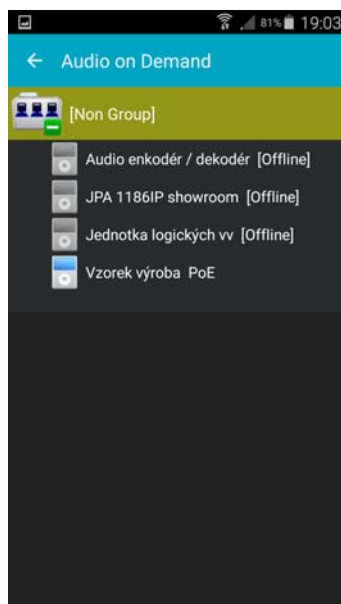 81% 19:03
← Audio on Demand
[Non Group]
Audio enkodér / dekodér [Offline]
JPA 1186IP showroom [Offline]
Jednotka logických vv [Offline]
Vzorek výroba PoE